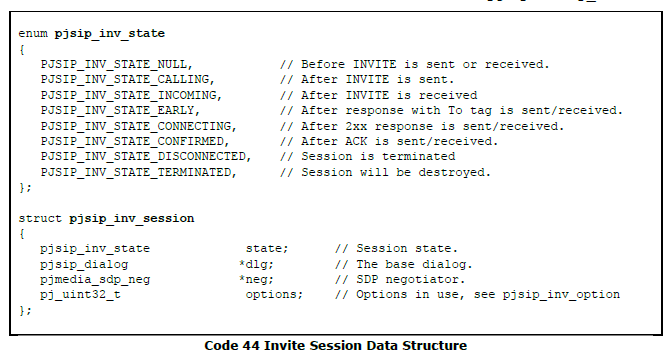 enum pjsip_inv_state
{
PJSIP_INV_STATE_NULL, // Before INVITE is sent or received.
PJSIP_INV_STATE_CALLING, // After INVITE is sent.
PJSIP_INV_STATE_INCOMING, // After INVITE is received
PJSIP_INV_STATE_EARLY, // After response with To tag is sent/received.
PJSIP_INV_STATE_CONNECTING, // After 2xx response is sent/received.
PJSIP_INV_STATE_CONFIRMED, // After ACK is sent/received.
PJSIP_INV_STATE_DISCONNECTED, // Session is terminated
PJSIP_INV_STATE_TERMINATED, // Session will be destroyed.
};
struct pjsip_inv_session
{
pjsip_inv_state state; // Session state.
pjsip_dialog *dlg; // The base dialog.
pjmedia_sdp_neg *neg; // SDP negotiator.
pj_uint32_t options; // Options in use, see pjsip_inv_option
};
Code 44 Invite Session Data Structure